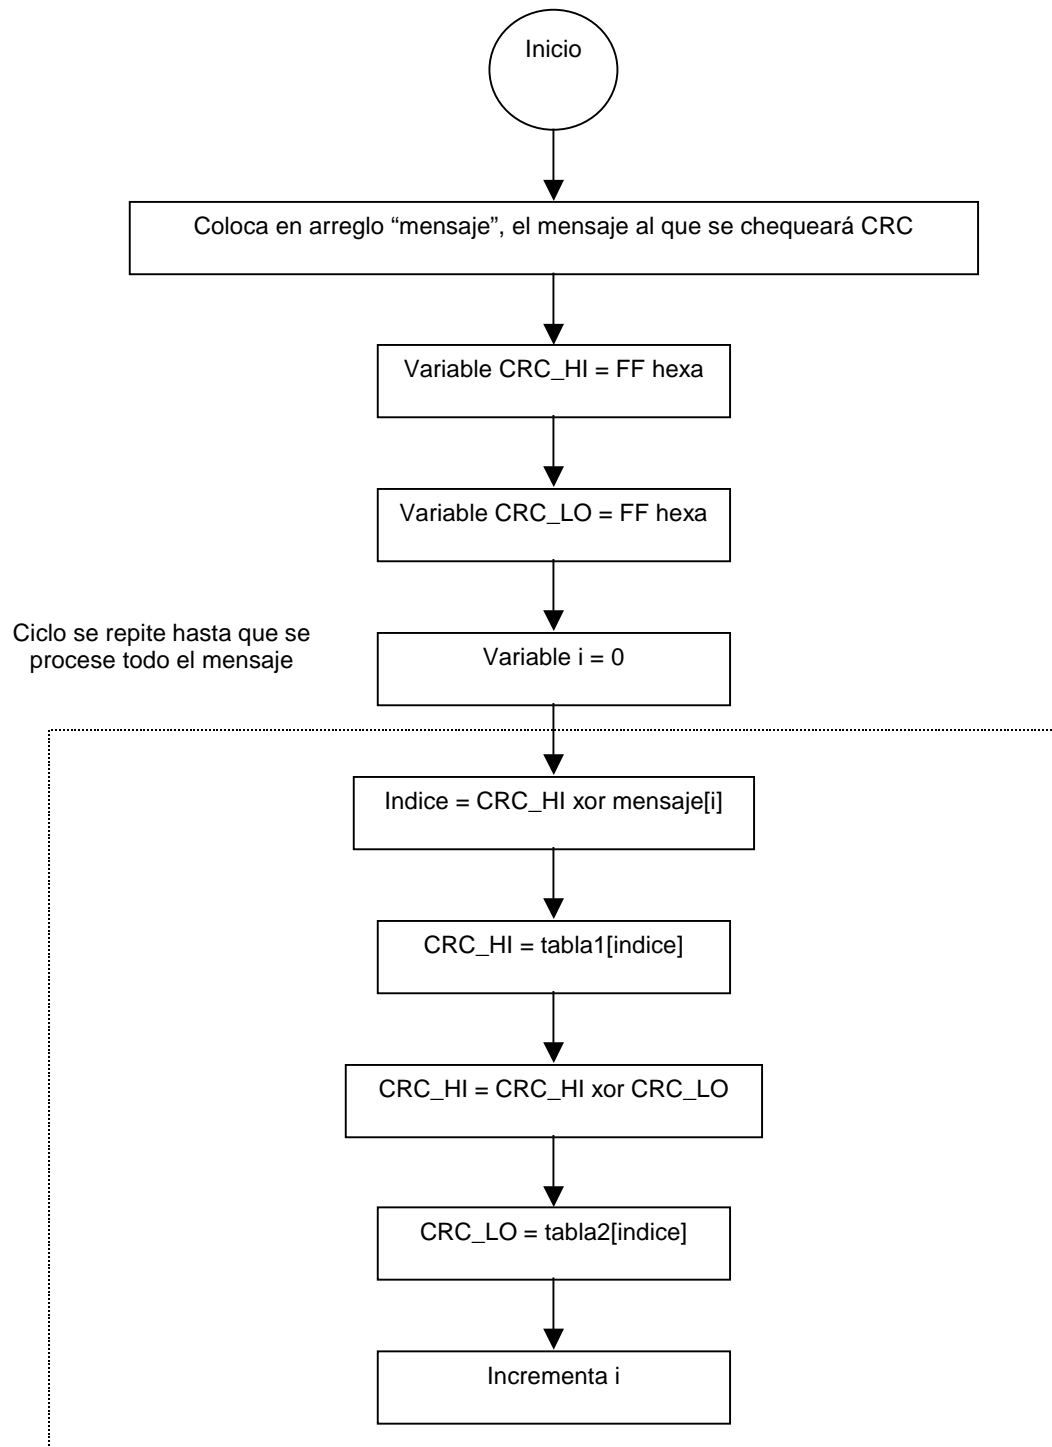 Inicio
Coloca en arreglo “mensaje”, el mensaje al que se chequeará CRC
Variable CRC_HI = FF hexa
Variable CRC_LO = FF hexa
Ciclo se repite hasta que se
procese todo el mensaje
Variable i = 0
Indice = CRC_HI xor mensaje[i]
CRC_HI = tabla1[indice]
CRC_HI = CRC_HI xor CRC_LO
CRC_LO = tabla2[indice]
Incrementa i